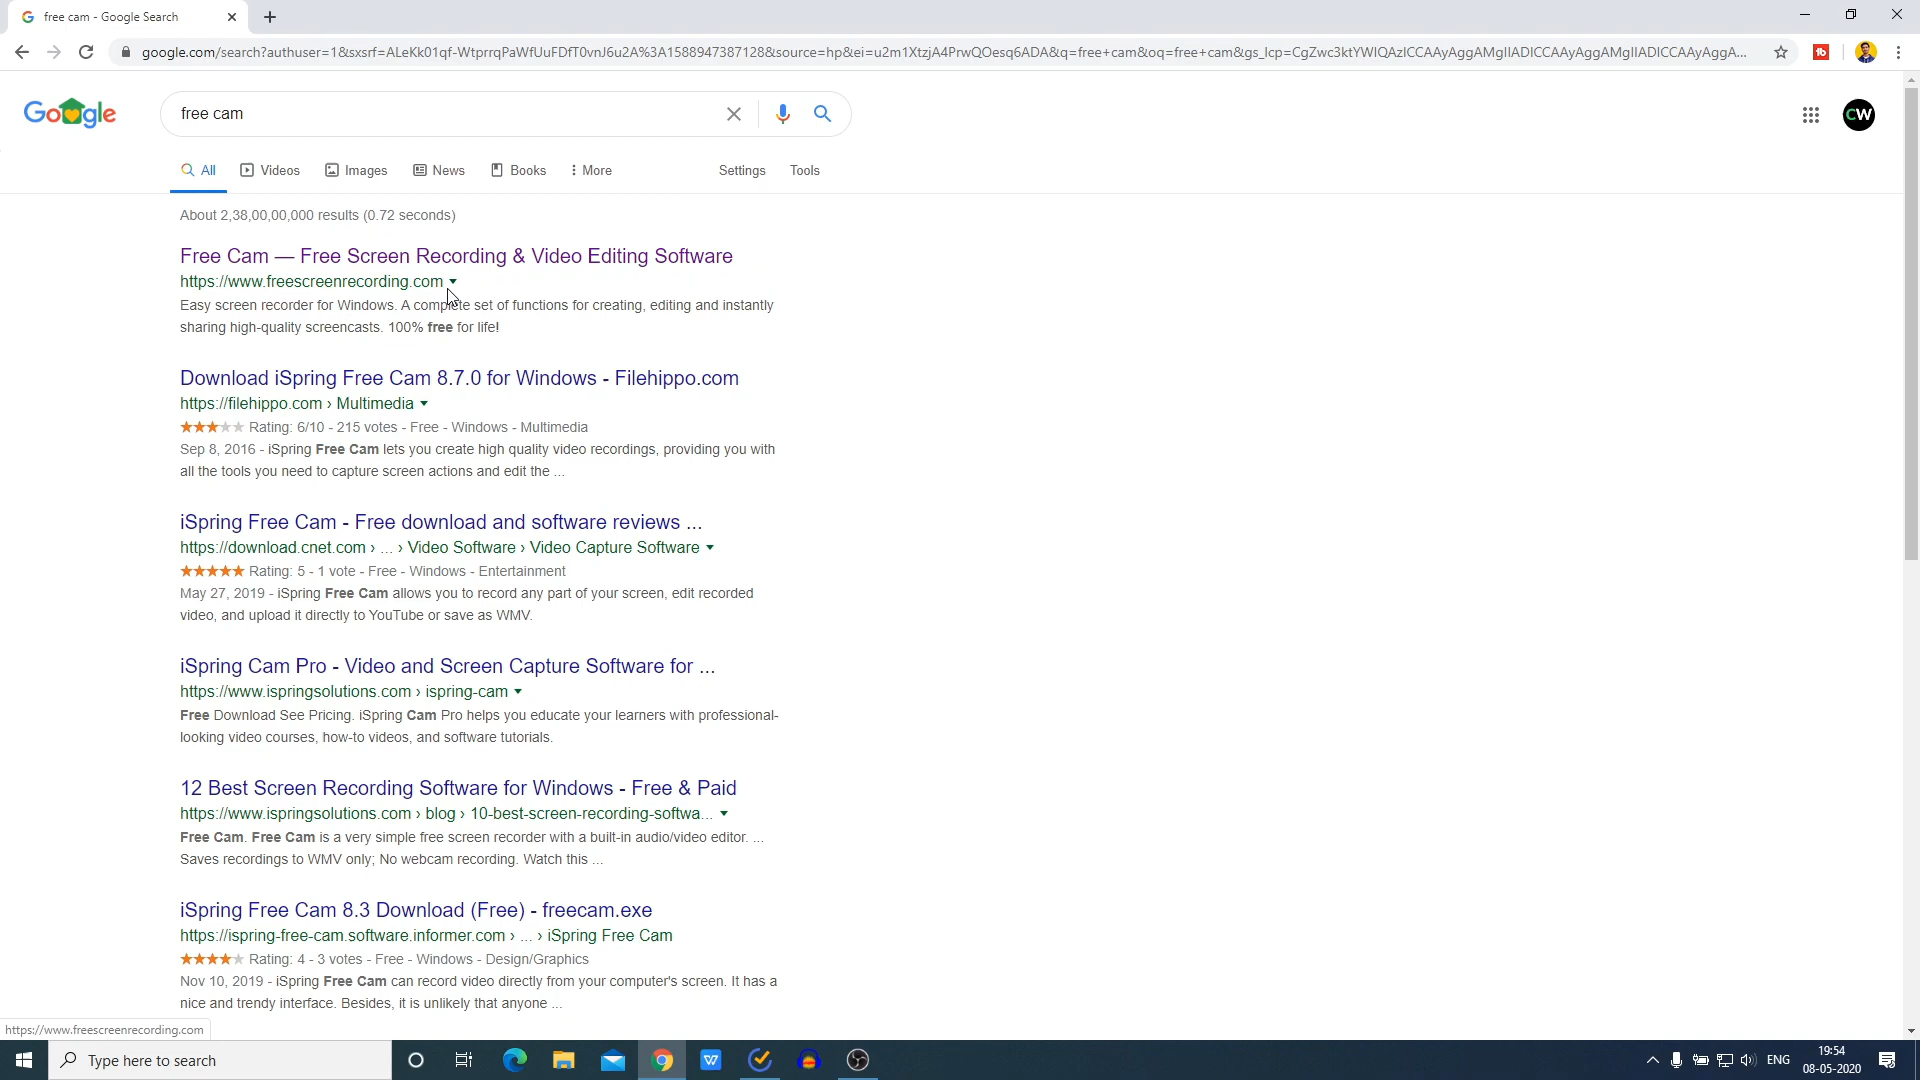 free cam - Google Search
google.com/search?authuser=1&sxsrf=ALeKk01qf-WtprrqPaWfUuFDfT0vnJ6u2A%3A1588947387128&source=hp&ei=u2m1XtzjA4PrwQOesq6ADA&q=free+cam&oq=free+cam&gs_lcp=CgZwc3ktYWIQAzICCAAyAggAMgIIADICCAAyAggAMgIIADICCAAyAggA...
Google
free cam
CW
All Videos Images News Books More Settings Tools
About 2,38,00,00,000 results (0.72 seconds)
Free Cam — Free Screen Recording & Video Editing Software
https://www.freescreenrecording.com
Easy screen recorder for Windows. A complete set of functions for creating, editing and instantly
sharing high-quality screencasts. 100% free for life!
Download iSpring Free Cam 8.7.0 for Windows - Filehippo.com
https://filehippo.com › Multimedia
Rating: 6/10 - 215 votes - Free - Windows - Multimedia
Sep 8, 2016 - iSpring Free Cam lets you create high quality video recordings, providing you with
all the tools you need to capture screen actions and edit the ...
iSpring Free Cam - Free download and software reviews ...
https://download.cnet.com › ... › Video Software › Video Capture Software
Rating: 5 - 1 vote - Free - Windows - Entertainment
May 27, 2019 - iSpring Free Cam allows you to record any part of your screen, edit recorded
video, and upload it directly to YouTube or save as WMV.
iSpring Cam Pro - Video and Screen Capture Software for ...
https://www.ispringsolutions.com › ispring-cam
Free Download See Pricing. iSpring Cam Pro helps you educate your learners with professional-
looking video courses, how-to videos, and software tutorials.
12 Best Screen Recording Software for Windows - Free & Paid
https://www.ispringsolutions.com › blog › 10-best-screen-recording-softwa...
Free Cam. Free Cam is a very simple free screen recorder with a built-in audio/video editor. ...
Saves recordings to WMV only; No webcam recording. Watch this ...
iSpring Free Cam 8.3 Download (Free) - freecam.exe
https://ispring-free-cam.software.informer.com › ... › iSpring Free Cam
Rating: 4 - 3 votes - Free - Windows - Design/Graphics
Nov 10, 2019 - iSpring Free Cam can record video directly from your computer's screen. It has a
nice and trendy interface. Besides, it is unlikely that anyone ...
https://www.freescreenrecording.com
Type here to search
ENG
19:54
08-05-2020